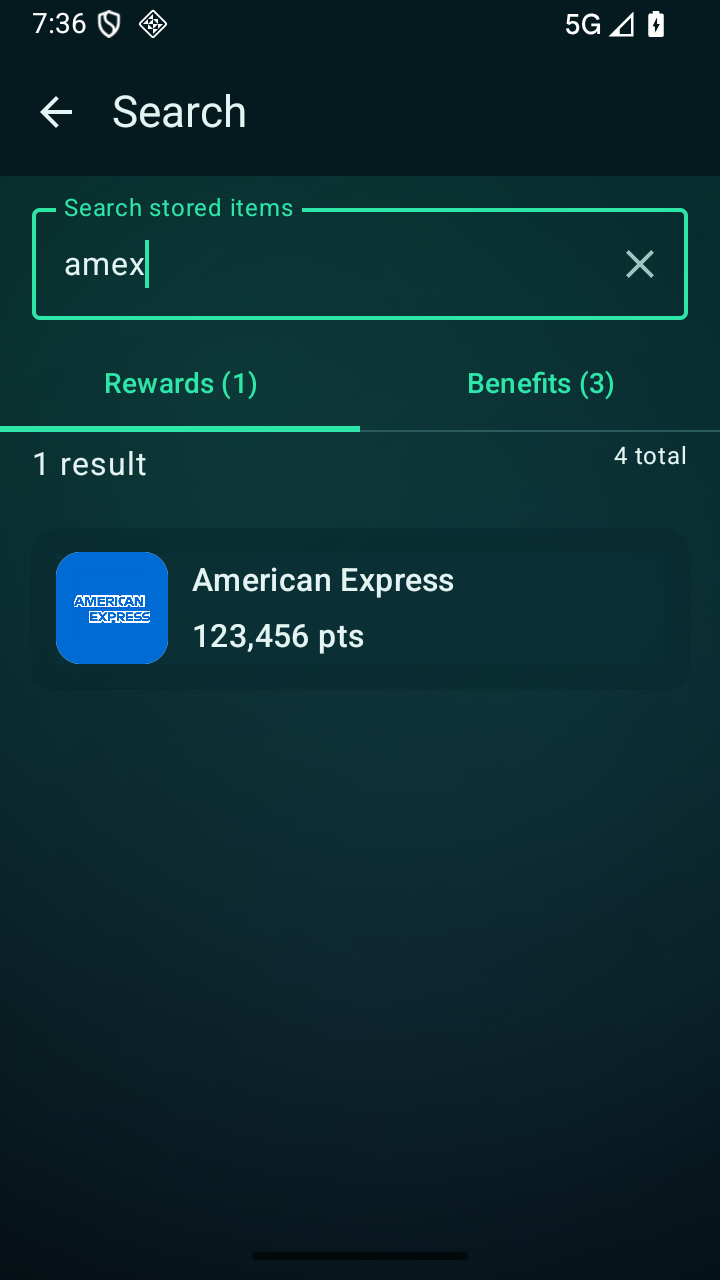 7:36
5G
Search
Search stored items
amex
Rewards (1)
Benefits (3)
1 result
4 total
AMERICAN
EXPRESS
American Express
123,456 pts